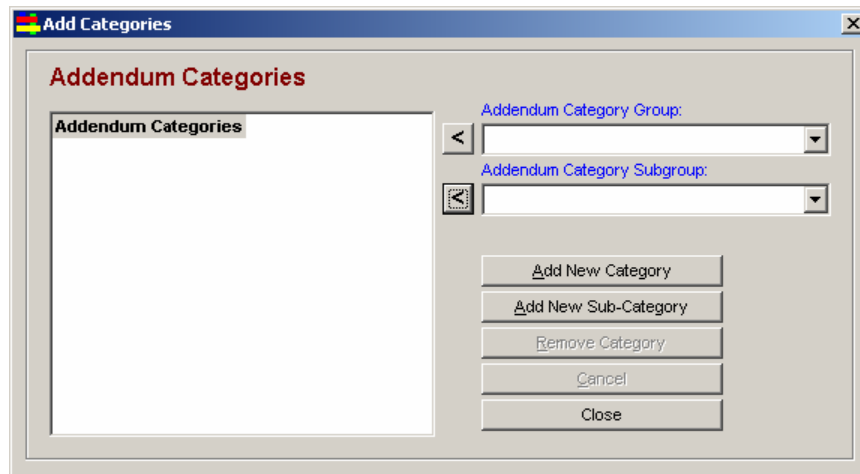 Add Categories
Addendum Categories
Addendum Categories
Addendum Category Group:
<
Addendum Category Subgroup:
<
Add New Category
Add New Sub-Category
Remove Category
Cancel
Close